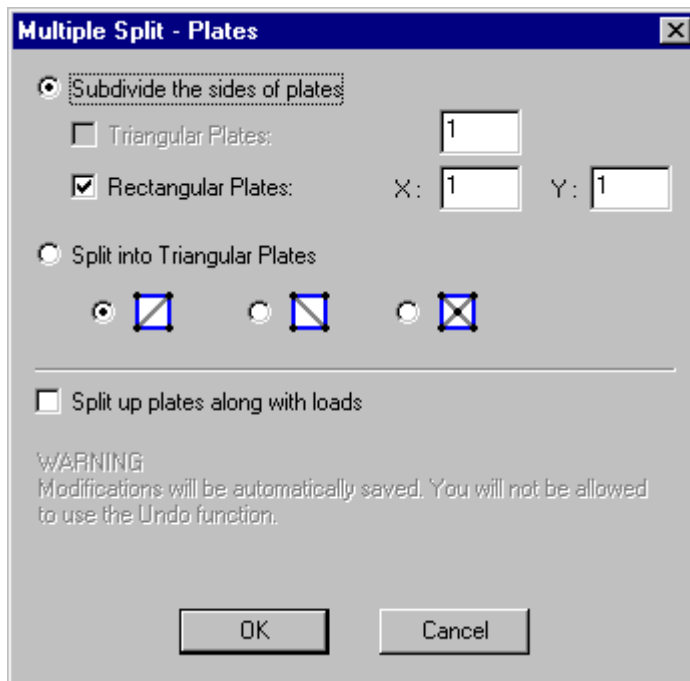 Multiple Split - Plates
Subdivide the sides of plates
Triangular Plates: 1
Rectangular Plates: X: 1 Y: 1
Split into Triangular Plates
Split up plates along with loads
WARNING
Modifications will be automatically saved. You will not be allowed
to use the Undo function.
OK Cancel